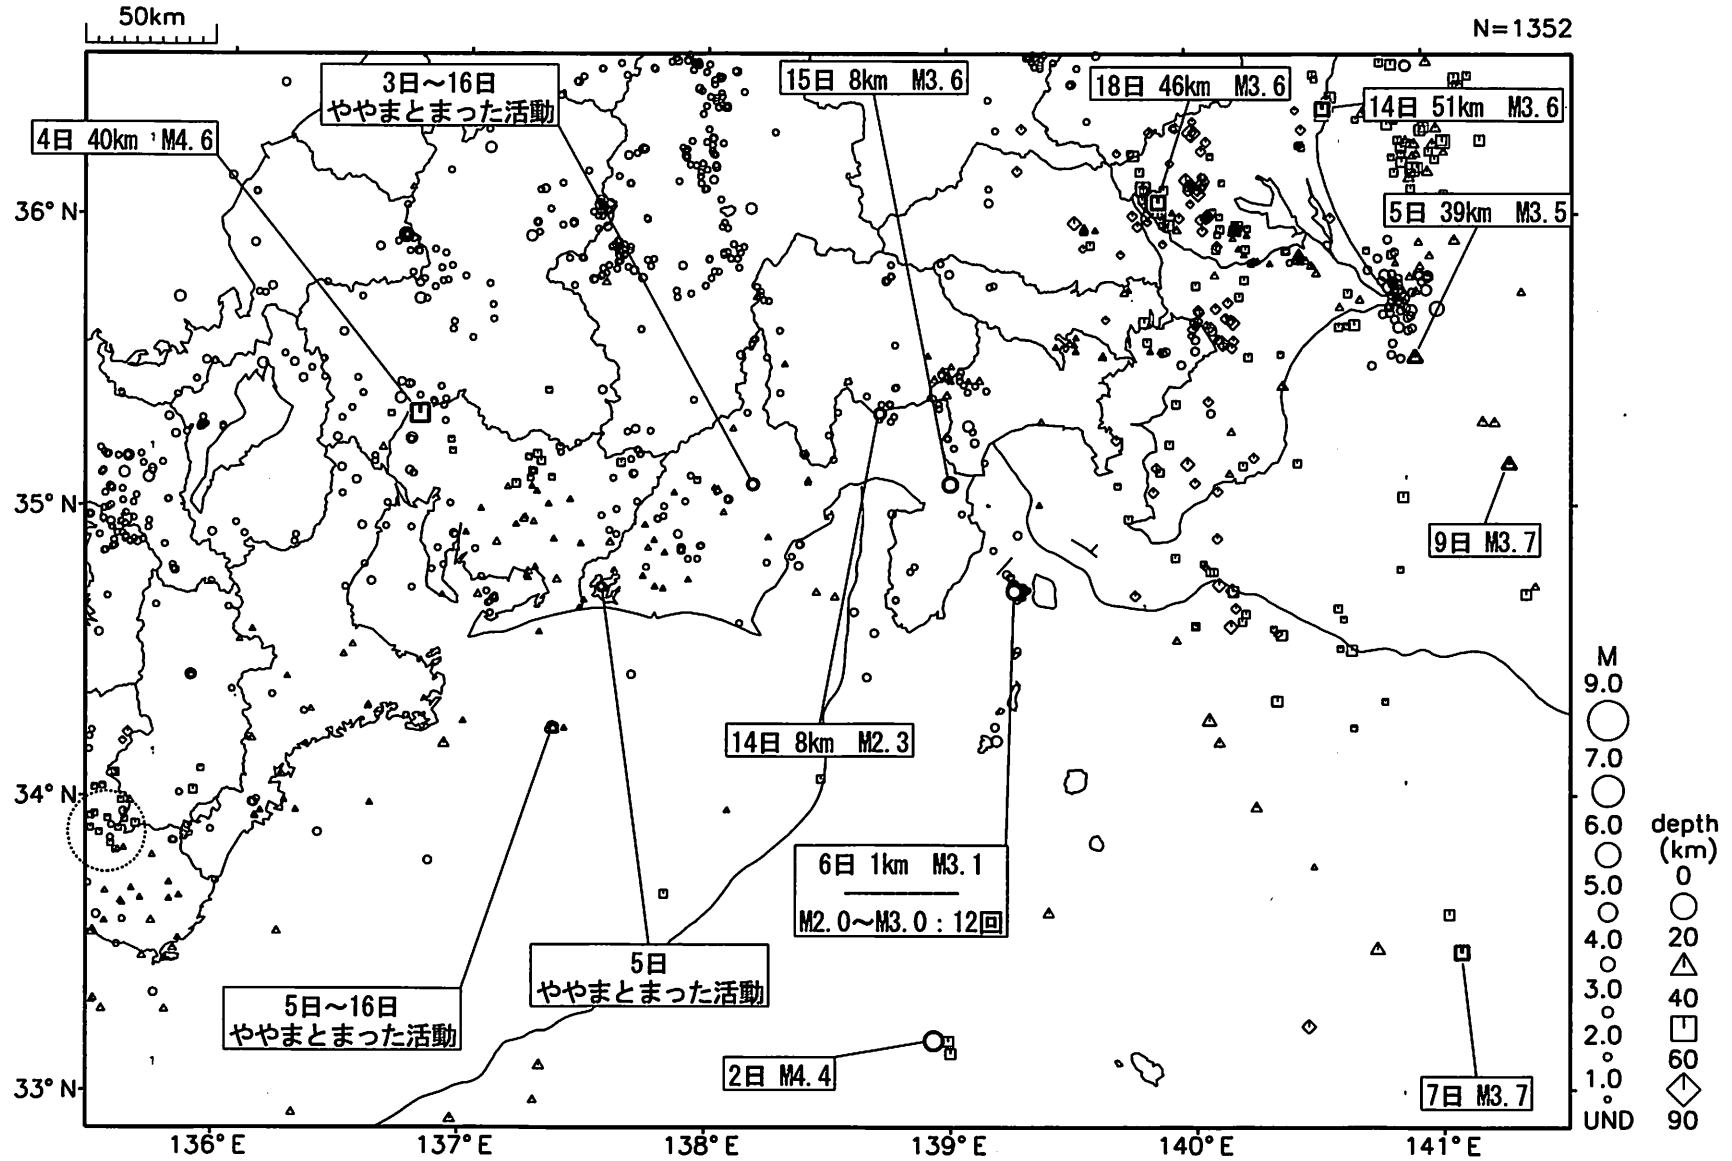 50km
N=1352
3日～16日
ややまとまった活動
15日 8km M3.6
18日 46km M3.6
14日 51km M3.6
4日 40km M4.6
36°N
5日 39km M3.5
35°N
9日 M3.7
14日 8km M2.3
34°N
6日 1km M3.1
M2.0～M3.0：12回
5日
ややまとまった活動
5日～16日
ややまとまった活動
2日 M4.4
7日 M3.7
33°N
136°E
137°E
138°E
139°E
140°E
141°E
M
9.0
7.0
6.0
5.0
4.0
3.0
2.0
1.0
UND
depth
(km)
0
20
40
60
90